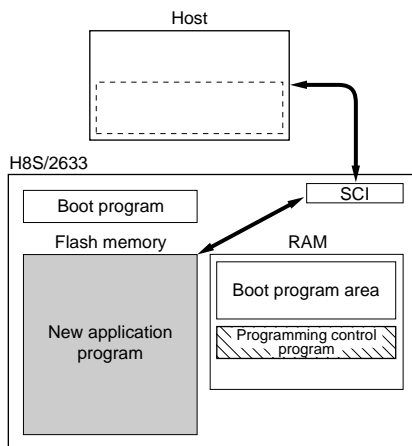 Host
H8S/2633
SCI
Boot program
Flash memory
RAM
Boot program area
New application
program
Programming control
program